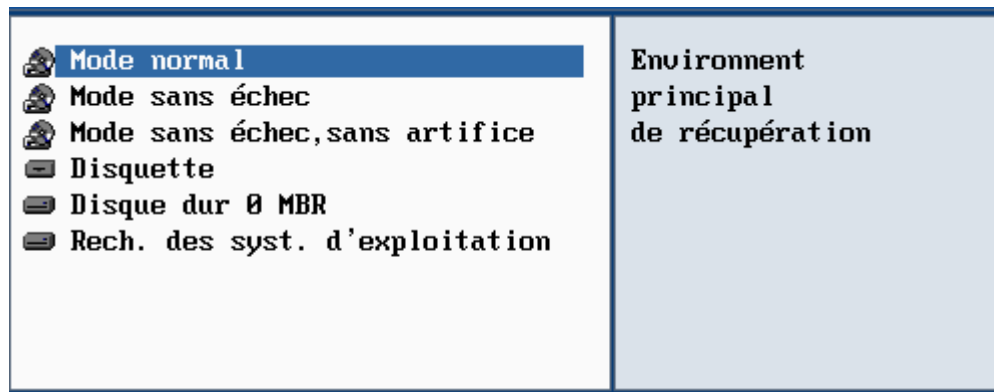 Mode normal
Mode sans échec
Mode sans échec,sans artifice
Disquette
Disque dur 0 MBR
Rech. des syst. d'exploitation
Environnent
principal
de récupération